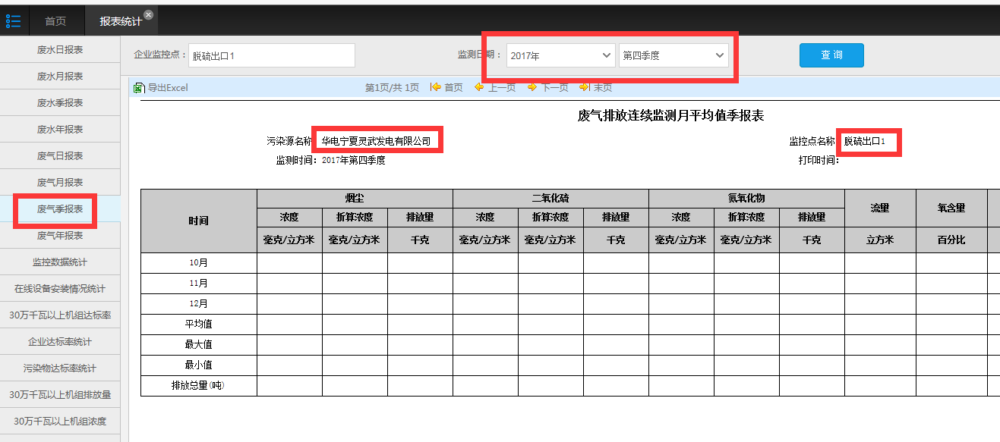 首页
报表统计
废水日报表
废水月报表
废水季报表
废水年报表
废气日报表
废气月报表
废气季报表
废气年报表
监控数据统计
在线设备安装情况统计
30万千瓦以上机组达标率
企业达标率统计
污染物达标率统计
30万千瓦以上机组排放量
30万千瓦以上机组浓度
企业监控点： 脱硫出口1 监测日期： 2017年 第四季度 查 询
导出Excel 第1页/共 1页 首页 上一页 下一页 末页
废气排放连续监测月平均值季报表
污染源名称 华电宁夏灵武发电有限公司 监控点名称 脱硫出口1
监测时间：2017年第四季度 打印时间：
时间 烟尘 二氧化硫 氮氧化物 流量 氧含量
浓度 折算浓度 排放量 浓度 折算浓度 排放量 浓度 折算浓度 排放量
毫克/立方米 毫克/立方米 千克 毫克/立方米 毫克/立方米 千克 毫克/立方米 毫克/立方米 千克 立方米 百分比
10月
11月
12月
平均值
最大值
最小值
排放总量(吨)